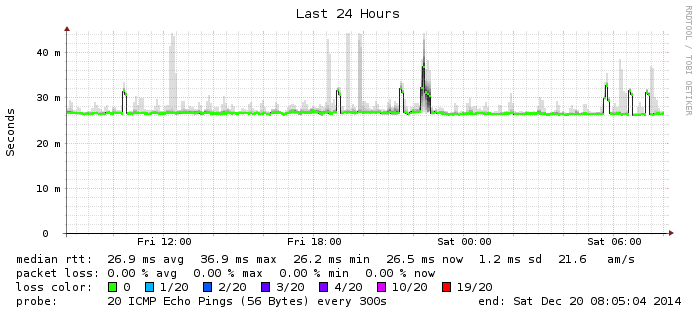 Last 24 Hours
RRDTOOL / TOBI OETIKER
Seconds
40 m
30 m
20 m
10 m
0
Fri 12:00 Fri 18:00 Sat 00:00 Sat 06:00
median rtt: 26.9 ms avg 36.9 ms max 26.2 ms min 26.5 ms now 1.2 ms sd 21.6 am/s
packet loss: 0.00 % avg 0.00 % max 0.00 % min 0.00 % now
loss color: 0 1/20 2/20 3/20 4/20 10/20 19/20
probe: 20 ICMP Echo Pings (56 Bytes) every 300s end: Sat Dec 20 08:05:04 2014